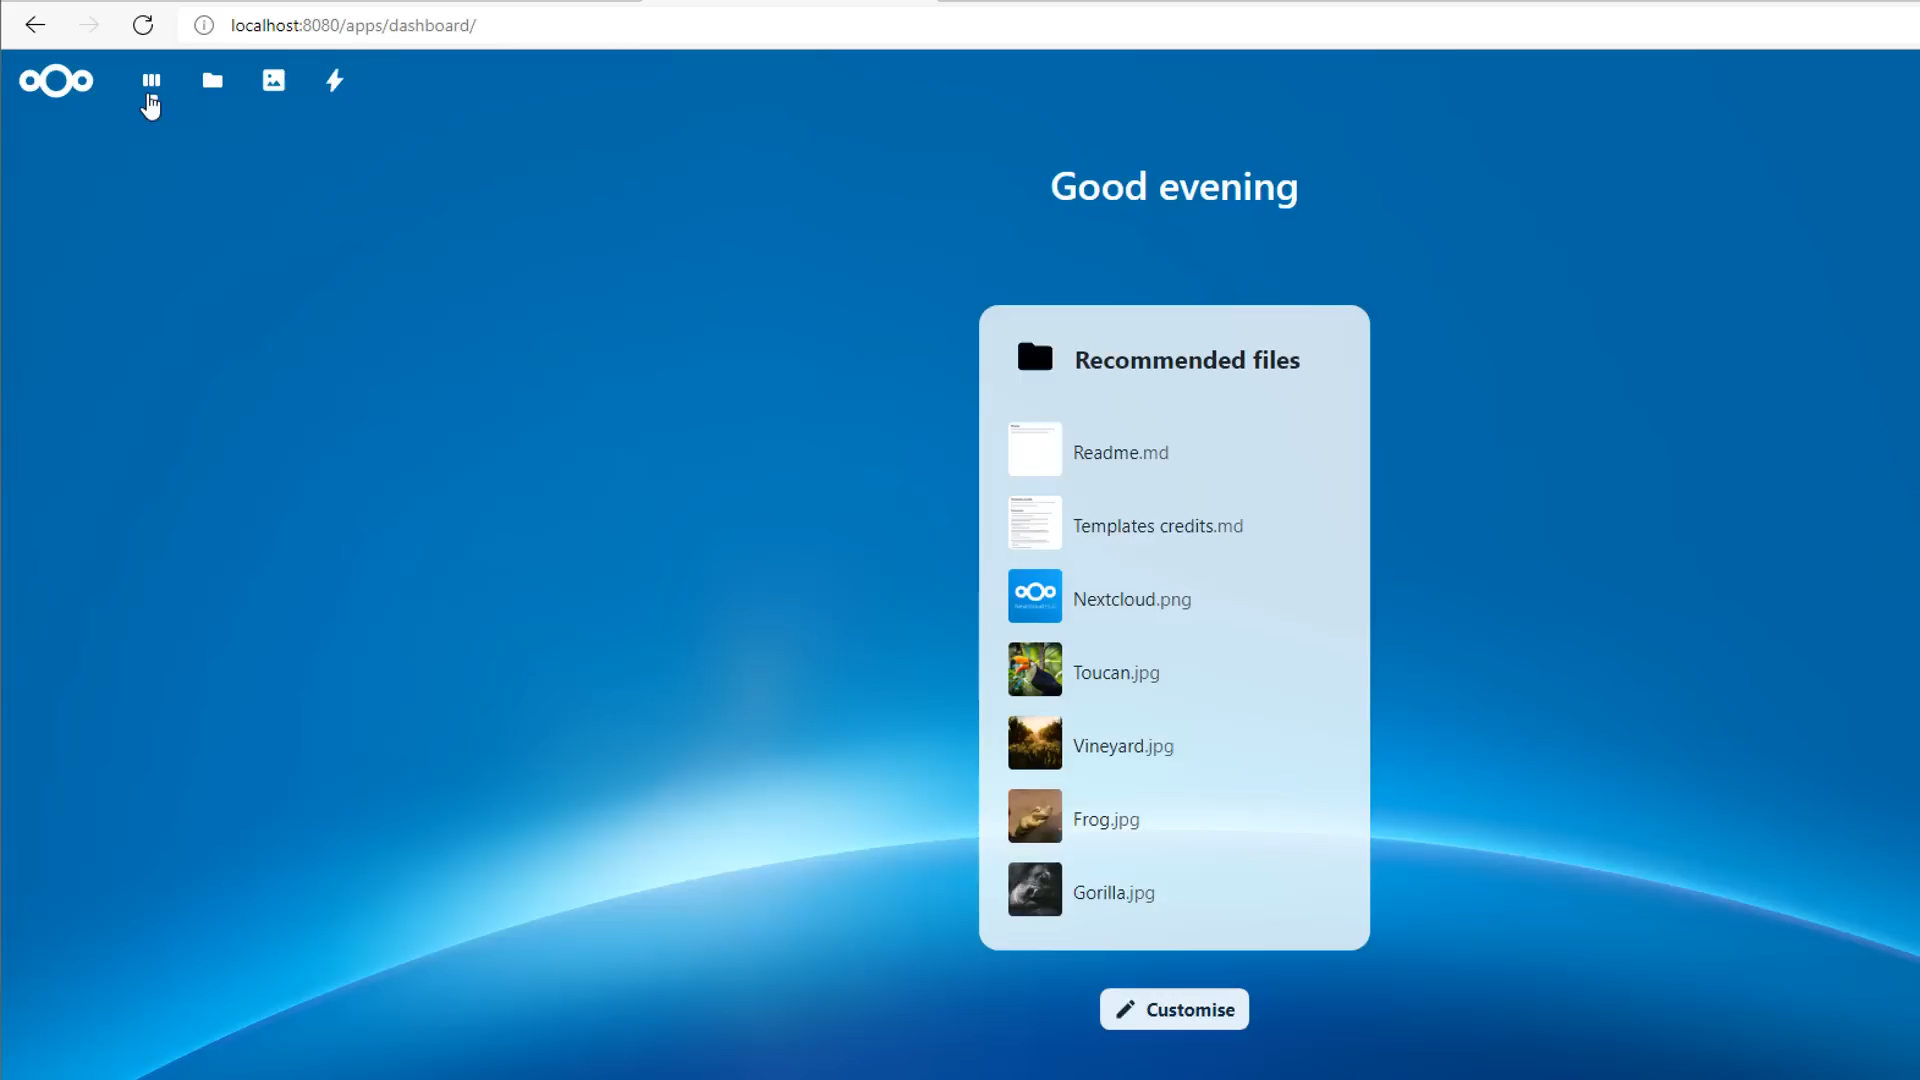 localhost:8080/apps/dashboard/
Good evening
Recommended files
Readme.md
Templates credits.md
Nextcloud.png
Toucan.jpg
Vineyard.jpg
Frog.jpg
Gorilla.jpg
Customise